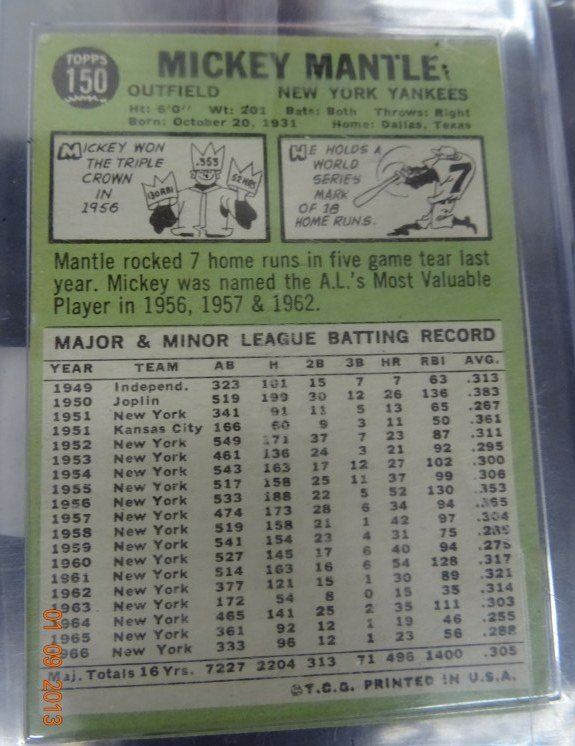 TOPPS
150
MICKEY MANTLE
OUTFIELD NEW YORK YANKEES
Ht: 6'0" Wt: 201 Bats: Both Throws: Right
Born: October 20, 1931 Home: Dallas, Texas
MICKEY WON
THE TRIPLE
CROWN
IN
1956
.353
130 RBI
52 HRS
HE HOLDS A
WORLD
SERIES
MARK
OF 18
HOME RUNS.
7
Mantle rocked 7 home runs in five game tear last
year. Mickey was named the A.L.'s Most Valuable
Player in 1956, 1957 & 1962.
MAJOR & MINOR LEAGUE BATTING RECORD
YEAR TEAM AB H 2B 3B HR RBI AVG.
1949 Independ. 323 101 15 7 7 63 .313
1950 Joplin 519 199 30 12 26 136 .383
1951 New York 341 91 11 5 13 65 .267
1951 Kansas City 166 60 9 3 11 50 .361
1952 New York 549 171 37 7 23 87 .311
1953 New York 461 136 24 3 21 92 .295
1954 New York 543 163 17 12 27 102 .300
1955 New York 517 158 25 11 37 99 .306
1956 New York 533 188 22 5 52 130 .353
1957 New York 474 173 28 6 34 94 .365
1958 New York 519 158 21 1 42 97 .304
1959 New York 541 154 23 4 31 75 .285
1960 New York 527 145 17 6 40 94 .275
1961 New York 514 163 16 6 54 128 .317
1962 New York 377 121 15 1 30 89 .321
1963 New York 172 54 8 0 15 35 .314
1964 New York 465 141 25 2 35 111 .303
1965 New York 361 92 12 1 19 46 .255
1966 New York 333 96 12 1 23 56 .288
Maj. Totals 16 Yrs. 7227 2204 313 71 496 1400 .305
©T.C.G. PRINTED IN U.S.A.
01 09 2013